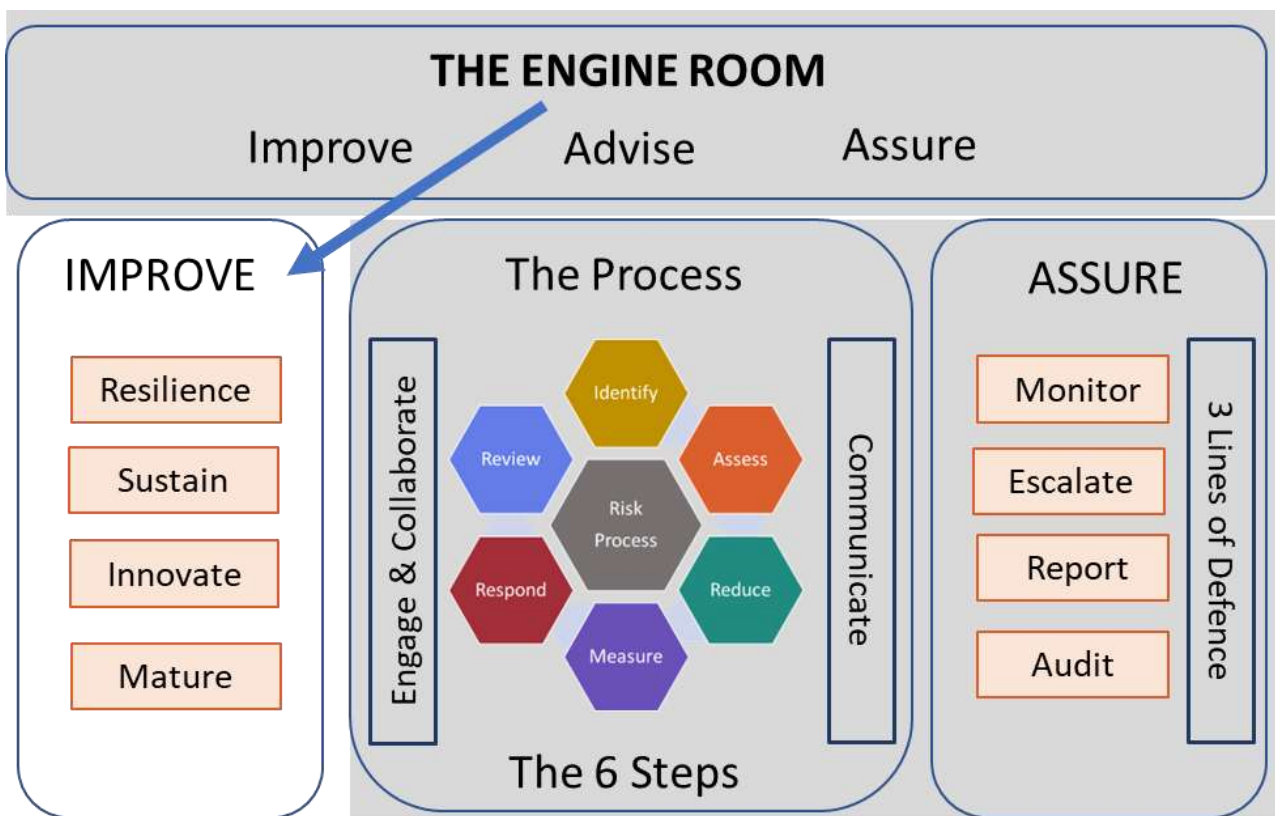 THE ENGINE ROOM
Improve Advise Assure
IMPROVE
Resilience
Sustain
Innovate
Mature
The Process
Engage & Collaborate
Identify
Assess
Reduce
Measure
Respond
Review
Risk
Process
Communicate
The 6 Steps
ASSURE
Monitor
Escalate
Report
Audit
3 Lines of Defence